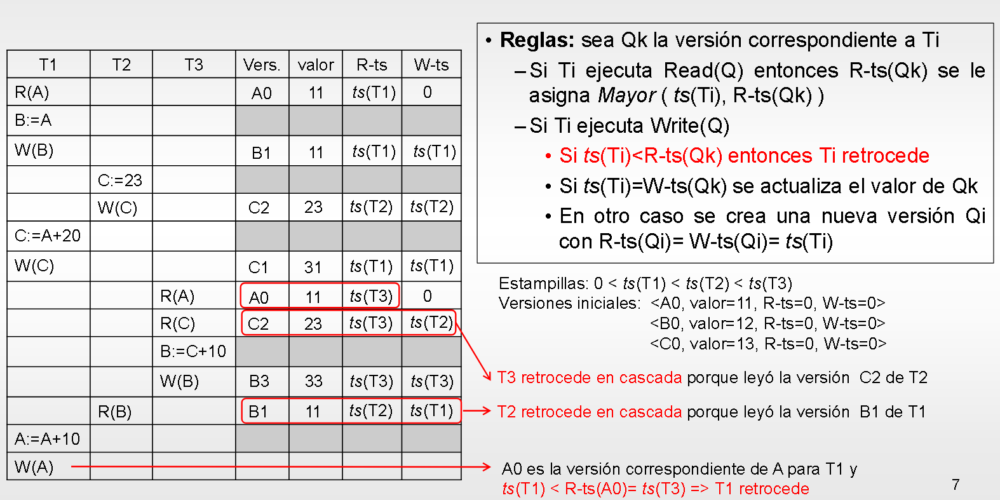 T1 T2 T3 Vers. valor R-ts W-ts
R(A) A0 11 ts(T1) 0
B:=A
W(B) B1 11 ts(T1) ts(T1)
C:=23
W(C) C2 23 ts(T2) ts(T2)
C:=A+20
W(C) C1 31 ts(T1) ts(T1)
R(A) A0 11 ts(T3) 0
R(C) C2 23 ts(T3) ts(T2)
B:=C+10
W(B) B3 33 ts(T3) ts(T3)
R(B) B1 11 ts(T2) ts(T1)
A:=A+10
W(A)
• Reglas: sea Qk la versión correspondiente a Ti
–Si Ti ejecuta Read(Q) entonces R-ts(Qk) se le
asigna Mayor ( ts(Ti), R-ts(Qk) )
–Si Ti ejecuta Write(Q)
• Si ts(Ti)<R-ts(Qk) entonces Ti retrocede
• Si ts(Ti)=W-ts(Qk) se actualiza el valor de Qk
• En otro caso se crea una nueva versión Qi
con R-ts(Qi)= W-ts(Qi)= ts(Ti)
Estampillas: 0 < ts(T1) < ts(T2) < ts(T3)
Versiones iniciales: <A0, valor=11, R-ts=0, W-ts=0>
<B0, valor=12, R-ts=0, W-ts=0>
<C0, valor=13, R-ts=0, W-ts=0>
T3 retrocede en cascada porque leyó la versión C2 de T2
T2 retrocede en cascada porque leyó la versión B1 de T1
A0 es la versión correspondiente de A para T1 y
ts(T1) < R-ts(A0)= ts(T3) => T1 retrocede
7